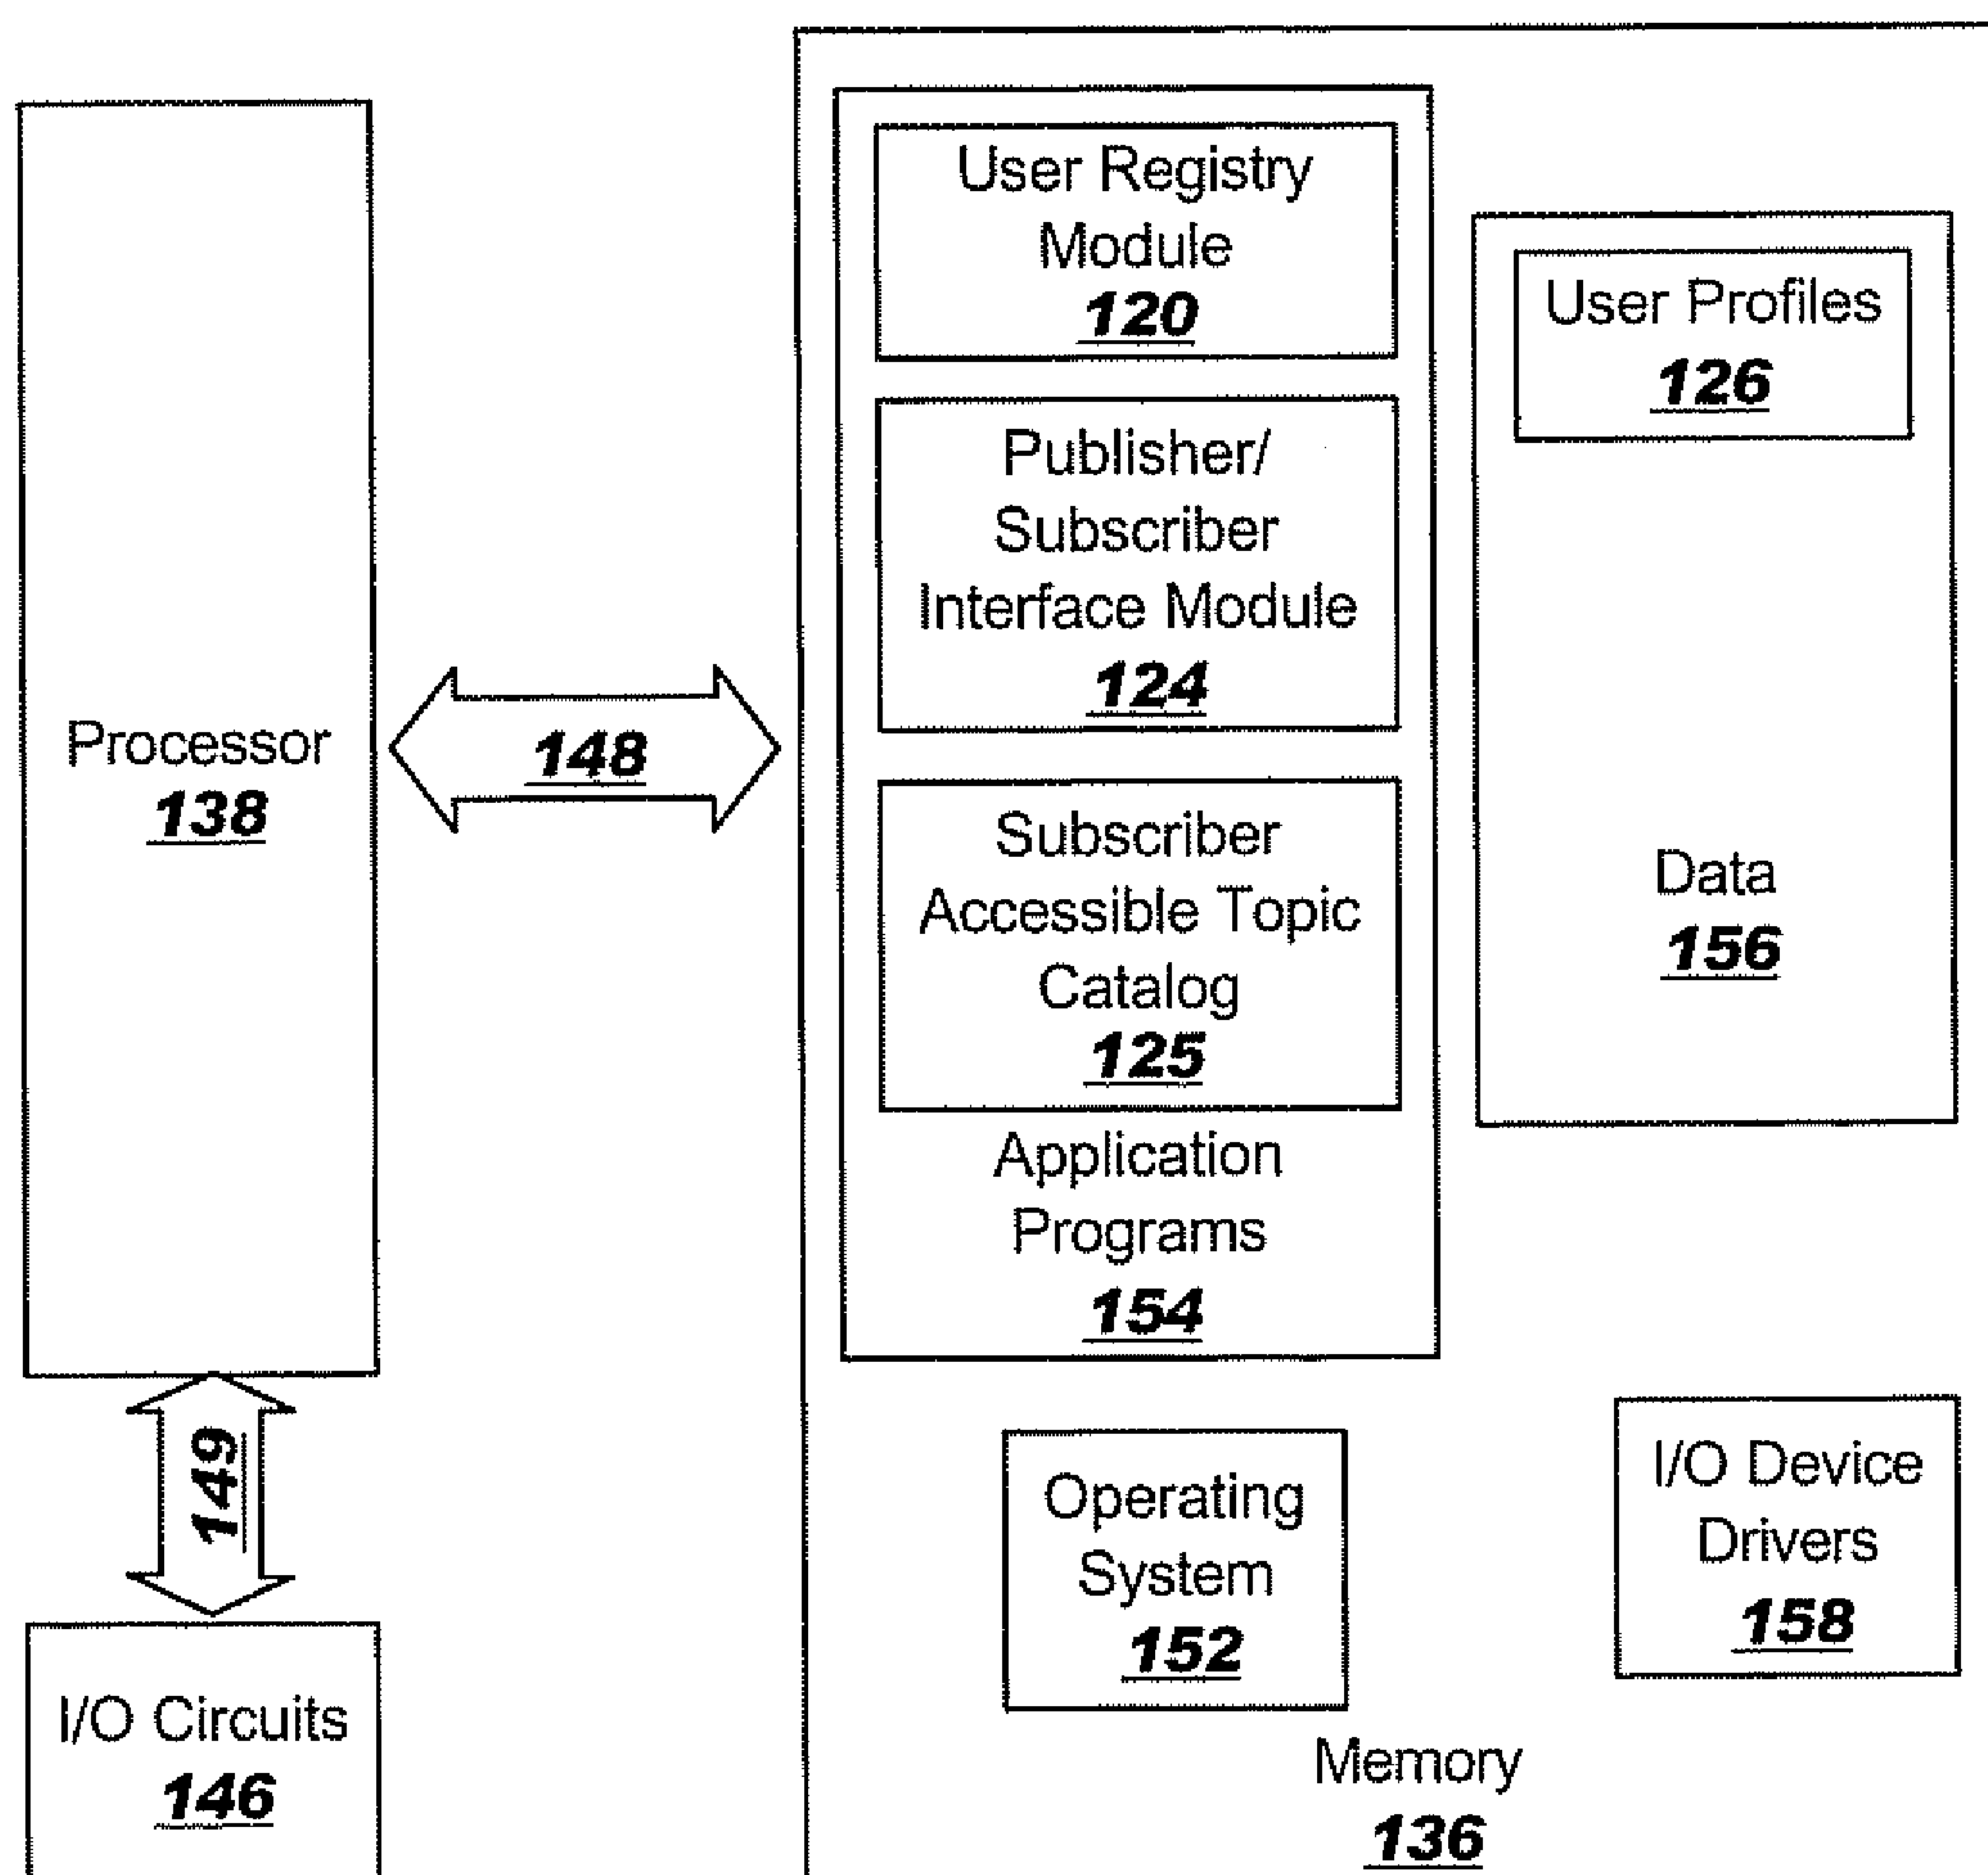 User Registry
Module
120
Publisher/
Subscriber
Interface Module
124
Subscriber
Accessible Topic
Catalog
125
Application
Programs
154
User Profiles
126
Data
156
Processor
138
148
149
I/O Circuits
146
Operating
System
152
I/O Device
Drivers
158
Memory
136